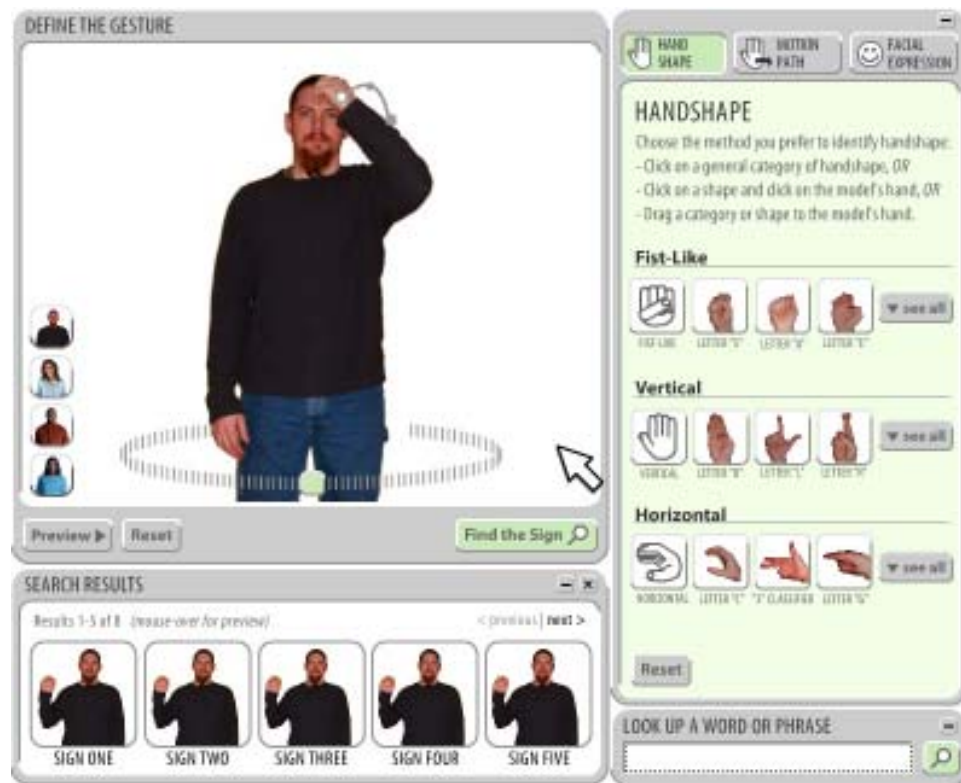 DEFINE THE GESTURE
Preview
Reset
Find the Sign
SEARCH RESULTS
Results 1-5 of 8 (mouse-over for preview)
< previous | next >
SIGN ONE
SIGN TWO
SIGN THREE
SIGN FOUR
SIGN FIVE
HAND
SHAPE
MOTION
PATH
FACIAL
EXPRESSION
HANDSHAPE
Choose the method you prefer to identify handshape:
- Click on a general category of handshape, OR
- Click on a shape and click on the model's hand, OR
- Drag a category or shape to the model's hand.
Fist-Like
FIST-LIKE
LETTER
LETTER
LETTER
see all
Vertical
VERTICAL
LETTER "B"
LETTER "L"
LETTER
see all
Horizontal
HORIZONTAL
LETTER "C"
"3" CLASSIFIER
LETTER "G"
see all
Reset
LOOK UP A WORD OR PHRASE